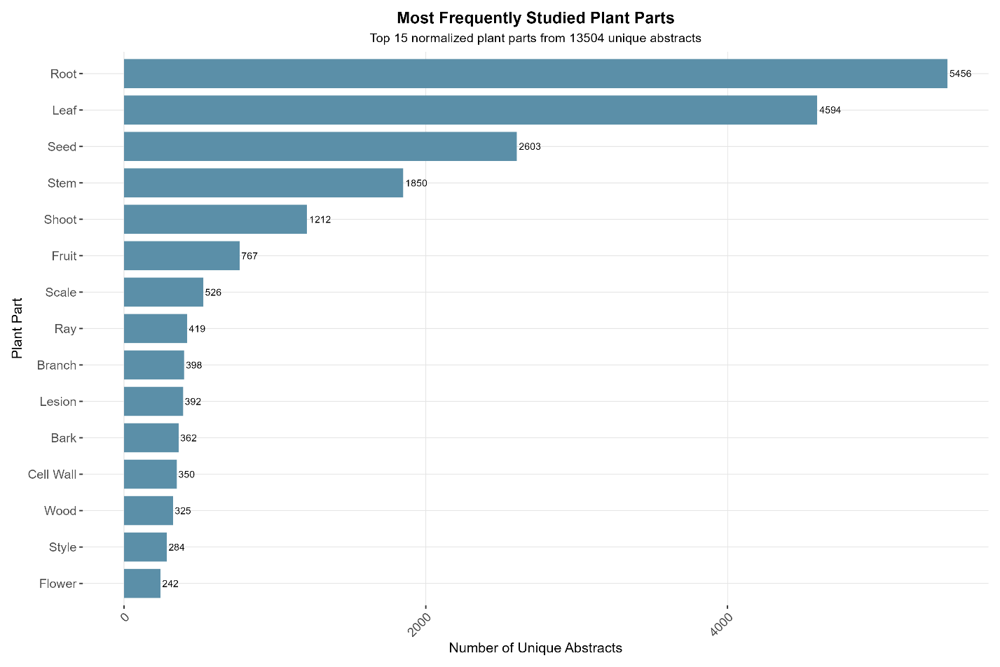 Most Frequently Studied Plant Parts
Top 15 normalized plant parts from 13504 unique abstracts
Root 5456
Leaf 4594
Seed 2603
Stem 1850
Shoot 1212
Fruit 767
Scale 526
Ray 419
Branch 398
Lesion 392
Bark 362
Cell Wall 350
Wood 325
Style 284
Flower 242
Plant Part
0 2000 4000
Number of Unique Abstracts